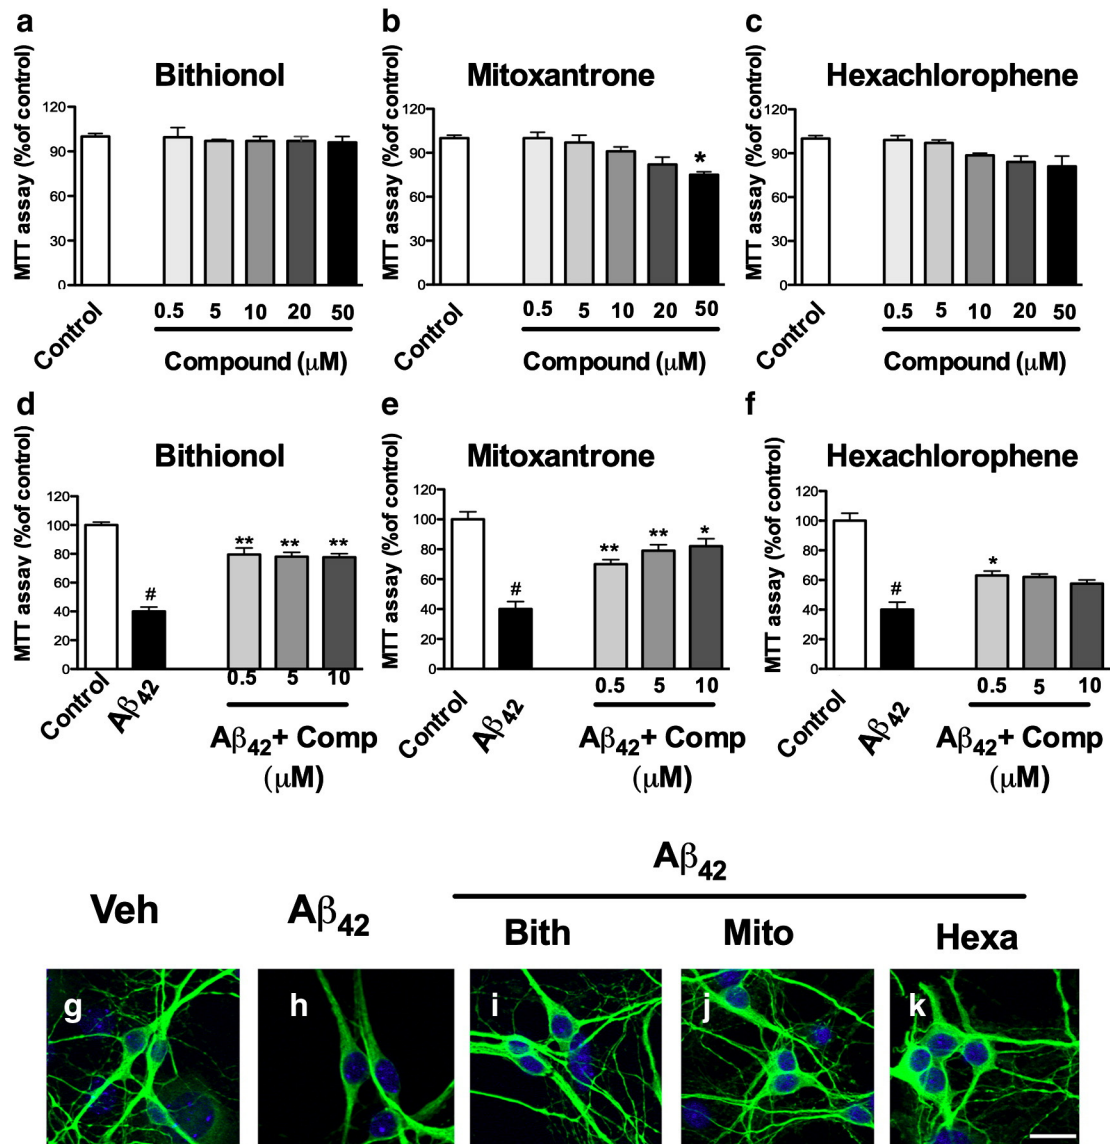 a
b
c
Bithionol
Mitoxantrone
Hexachlorophene
MTT assay (%of control)
120
90
60
30
0
Control
0.5 5 10 20 50
Compound (μM)
MTT assay (%of control)
120
90
60
30
0
*
Control
0.5 5 10 20 50
Compound (μM)
MTT assay (%of control)
120
90
60
30
0
Control
0.5 5 10 20 50
Compound (μM)
d
e
f
Bithionol
Mitoxantrone
Hexachlorophene
MTT assay (%of control)
120
100
80
60
40
20
0
#
** ** **
Control
Aβ42
0.5 5 10
Aβ42+ Comp
(μM)
MTT assay (%of control)
120
100
80
60
40
20
0
#
** ** *
Control
Aβ42
0.5 5 10
Aβ42+ Comp
(μM)
MTT assay (%of control)
120
100
80
60
40
20
0
#
*
Control
Aβ42
0.5 5 10
Aβ42+ Comp
(μM)
Aβ42
Veh
Aβ42
Bith
Mito
Hexa
g
h
i
j
k